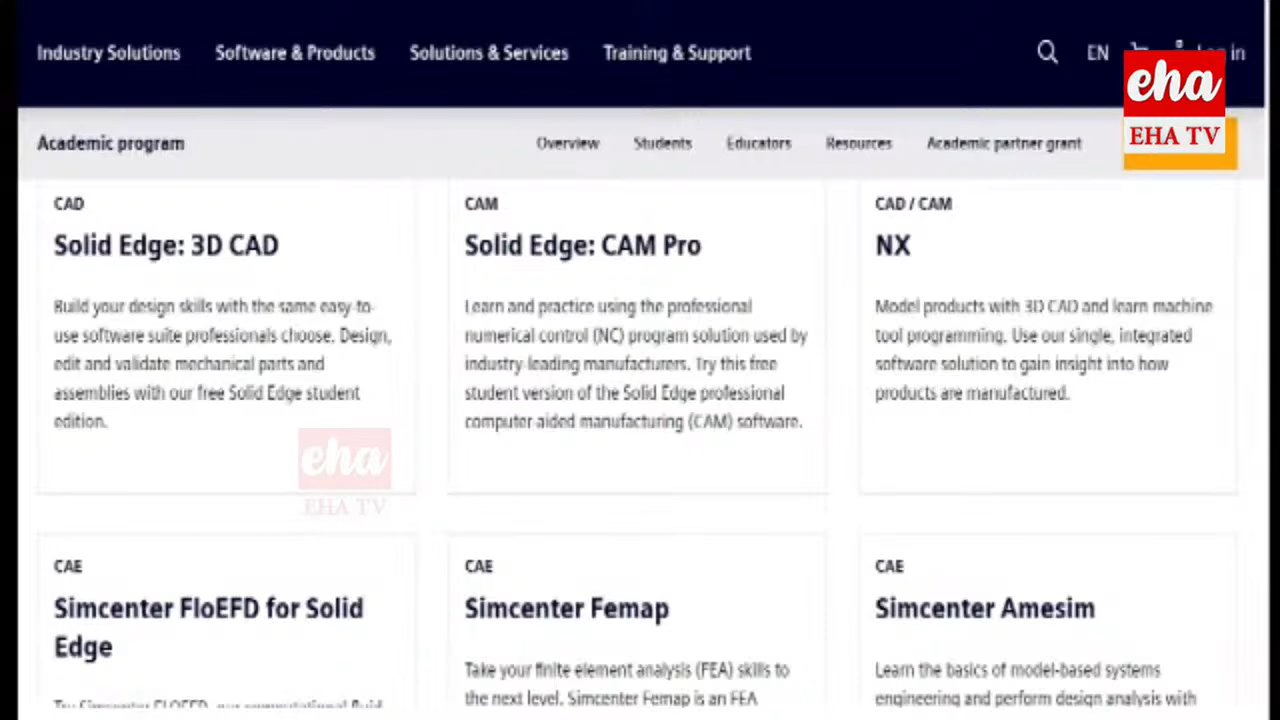 Industry Solutions Software & Products Solutions & Services Training & Support EN in
eha
EHA TV
Academic program Overview Students Educators Resources Academic partner grant
CAD
Solid Edge: 3D CAD
Build your design skills with the same easy-to-
use software suite professionals choose. Design,
edit and validate mechanical parts and
assemblies with our free Solid Edge student
edition.
CAM
Solid Edge: CAM Pro
Learn and practice using the professional
numerical control (NC) program solution used by
industry-leading manufacturers. Try this free
student version of the Solid Edge professional
computer-aided manufacturing (CAM) software.
CAD / CAM
NX
Model products with 3D CAD and learn machine
tool programming. Use our single, integrated
software solution to gain insight into how
products are manufactured.
eha
EHA TV
CAE
Simcenter FloEFD for Solid
Edge
CAE
Simcenter Femap
Take your finite element analysis (FEA) skills to
the next level. Simcenter Femap is an FEA
CAE
Simcenter Amesim
Learn the basics of model-based systems
engineering and perform design analysis with